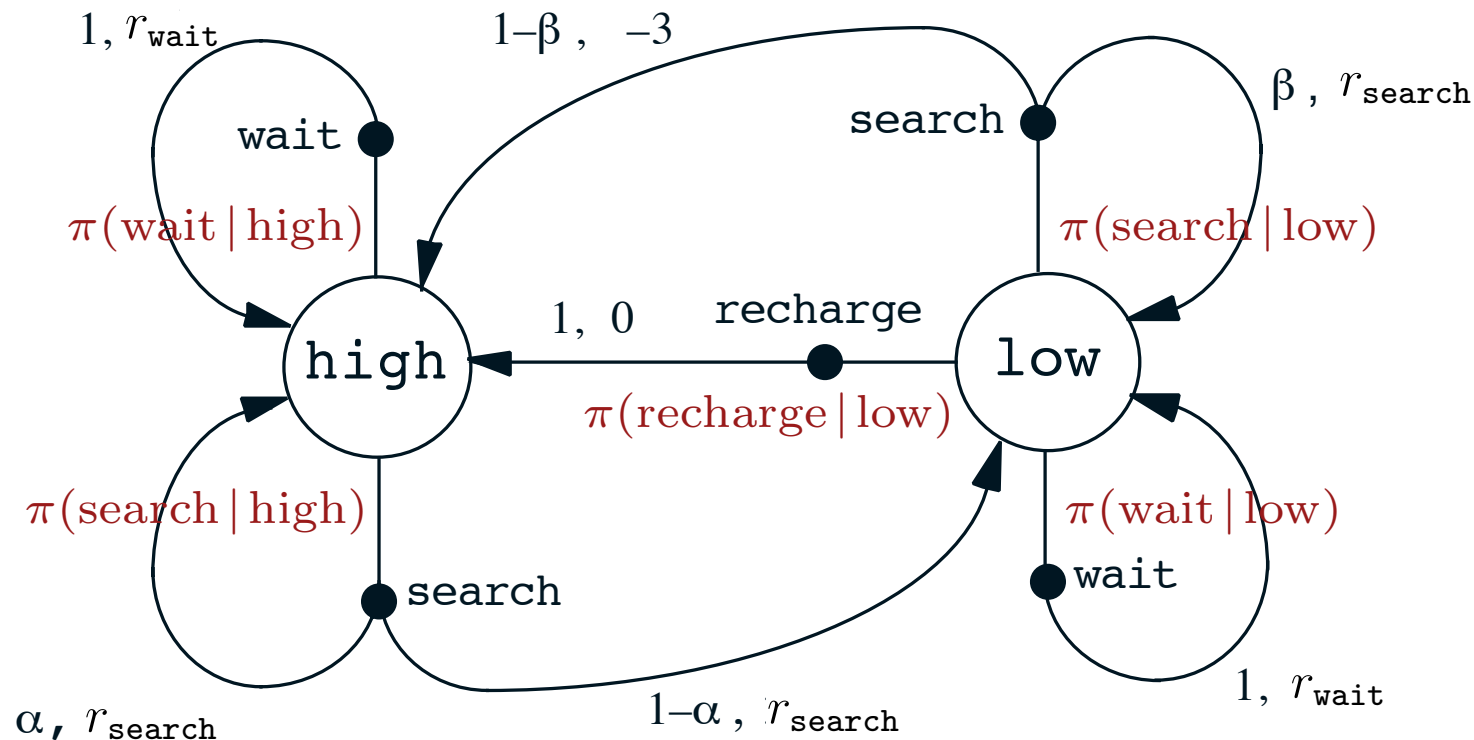 1, r_wait
1–β , –3
β , r_search
wait
search
π(wait | high)
π(search | low)
1, 0
recharge
high
low
π(recharge | low)
π(search | high)
π(wait | low)
search
wait
α, r_search
1–α , r_search
1, r_wait